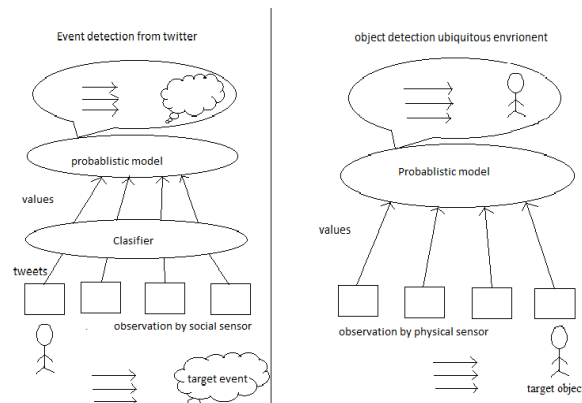 Event detection from twitter
probablistic model
values
Clasifier
tweets
observation by social sensor
target event
object detection ubiquitous envrionent
Probablistic model
values
observation by physical sensor
target objec